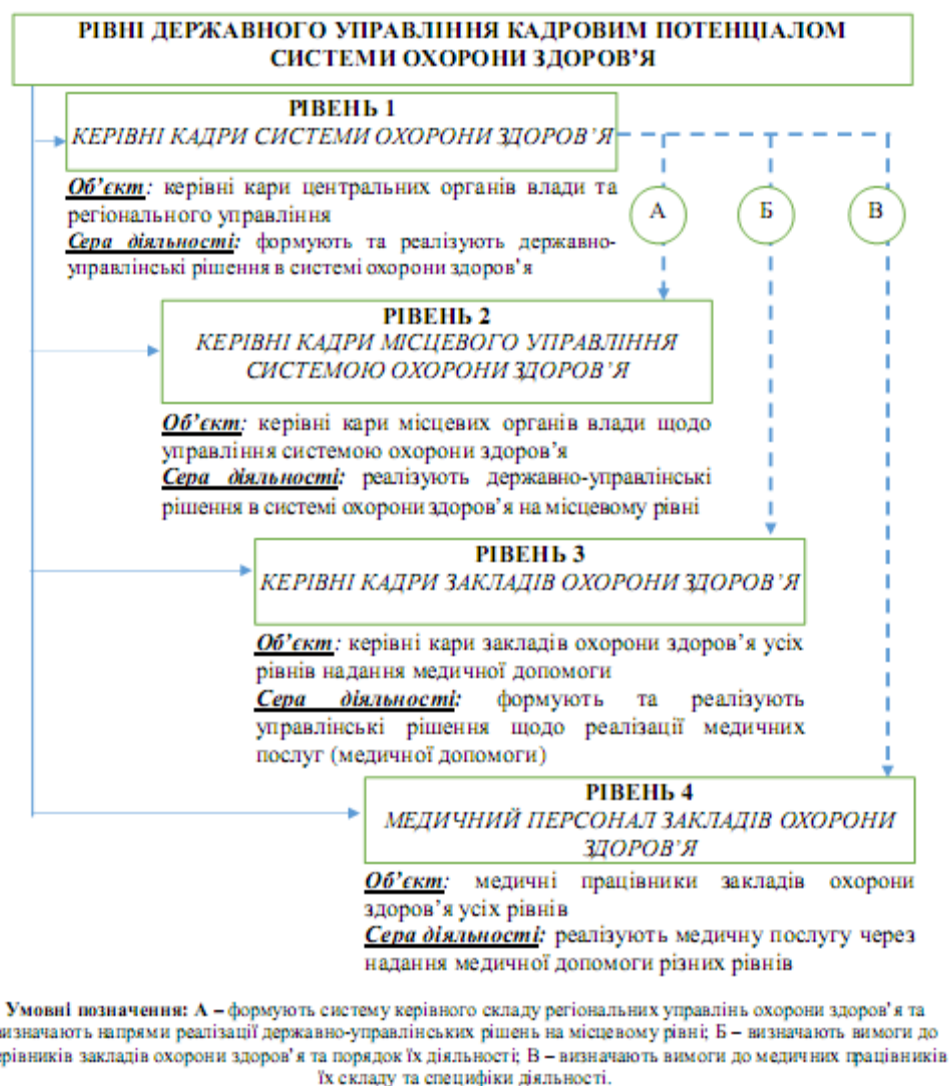 РІВНІ ДЕРЖАВНОГО УПРАВЛІННЯ КАДРОВИМ ПОТЕНЦІАЛОМ
СИСТЕМИ ОХОРОНИ ЗДОРОВ’Я
РІВЕНЬ 1
КЕРІВНІ КАДРИ СИСТЕМИ ОХОРОНИ ЗДОРОВ’Я
Об’єкт: керівні кари центральних органів влади та
регіонального управління
Сера діяльності: формують та реалізують державно-
управлінські рішення в системі охорони здоров’я
А
Б
В
РІВЕНЬ 2
КЕРІВНІ КАДРИ МІСЦЕВОГО УПРАВЛІННЯ
СИСТЕМОЮ ОХОРОНИ ЗДОРОВ’Я
Об’єкт: керівні кари місцевих органів влади щодо
управління системою охорони здоров’я
Сера діяльності: реалізують державно-управлінські
рішення в системі охорони здоров’я на місцевому рівні
РІВЕНЬ 3
КЕРІВНІ КАДРИ ЗАКЛАДІВ ОХОРОНИ ЗДОРОВ’Я
Об’єкт: керівні кари закладів охорони здоров’я усіх
рівнів надання медичної допомоги
Сера діяльності: формують та реалізують
управлінські рішення щодо реалізації медичних
послуг (медичної допомоги)
РІВЕНЬ 4
МЕДИЧНИЙ ПЕРСОНАЛ ЗАКЛАДІВ ОХОРОНИ
ЗДОРОВ’Я
Об’єкт: медичні працівники закладів охорони
здоров’я усіх рівнів
Сера діяльності: реалізують медичну послугу через
надання медичної допомоги різних рівнів
Умовні позначення: А – формують систему керівного складу регіональних управлінь охорони здоров’я та
визначають напрями реалізації державно-управлінських рішень на місцевому рівні; Б – визначають вимоги до
ерівників закладів охорони здоров’я та порядок їх діяльності; В – визначають вимоги до медичних працівників
їх складу та специфіки діяльності.